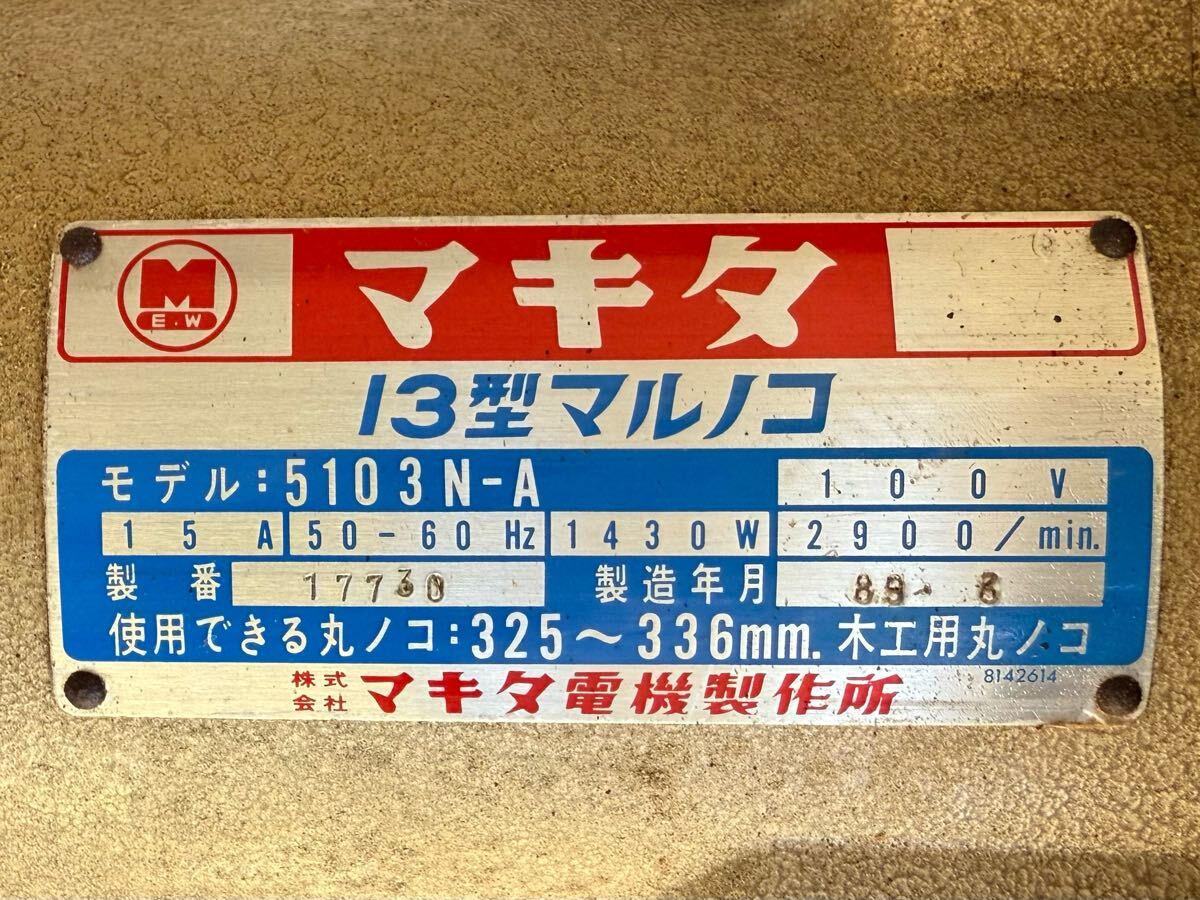 M
E.W
マキタ
13型マルノコ
モデル:5103N-A 100V
15A 50-60Hz 1430W 2900/min.
製番 17730 製造年月
使用できる丸ノコ:325～336mm. 木工用丸ノコ
8142614
株式会社 マキタ電機製作所